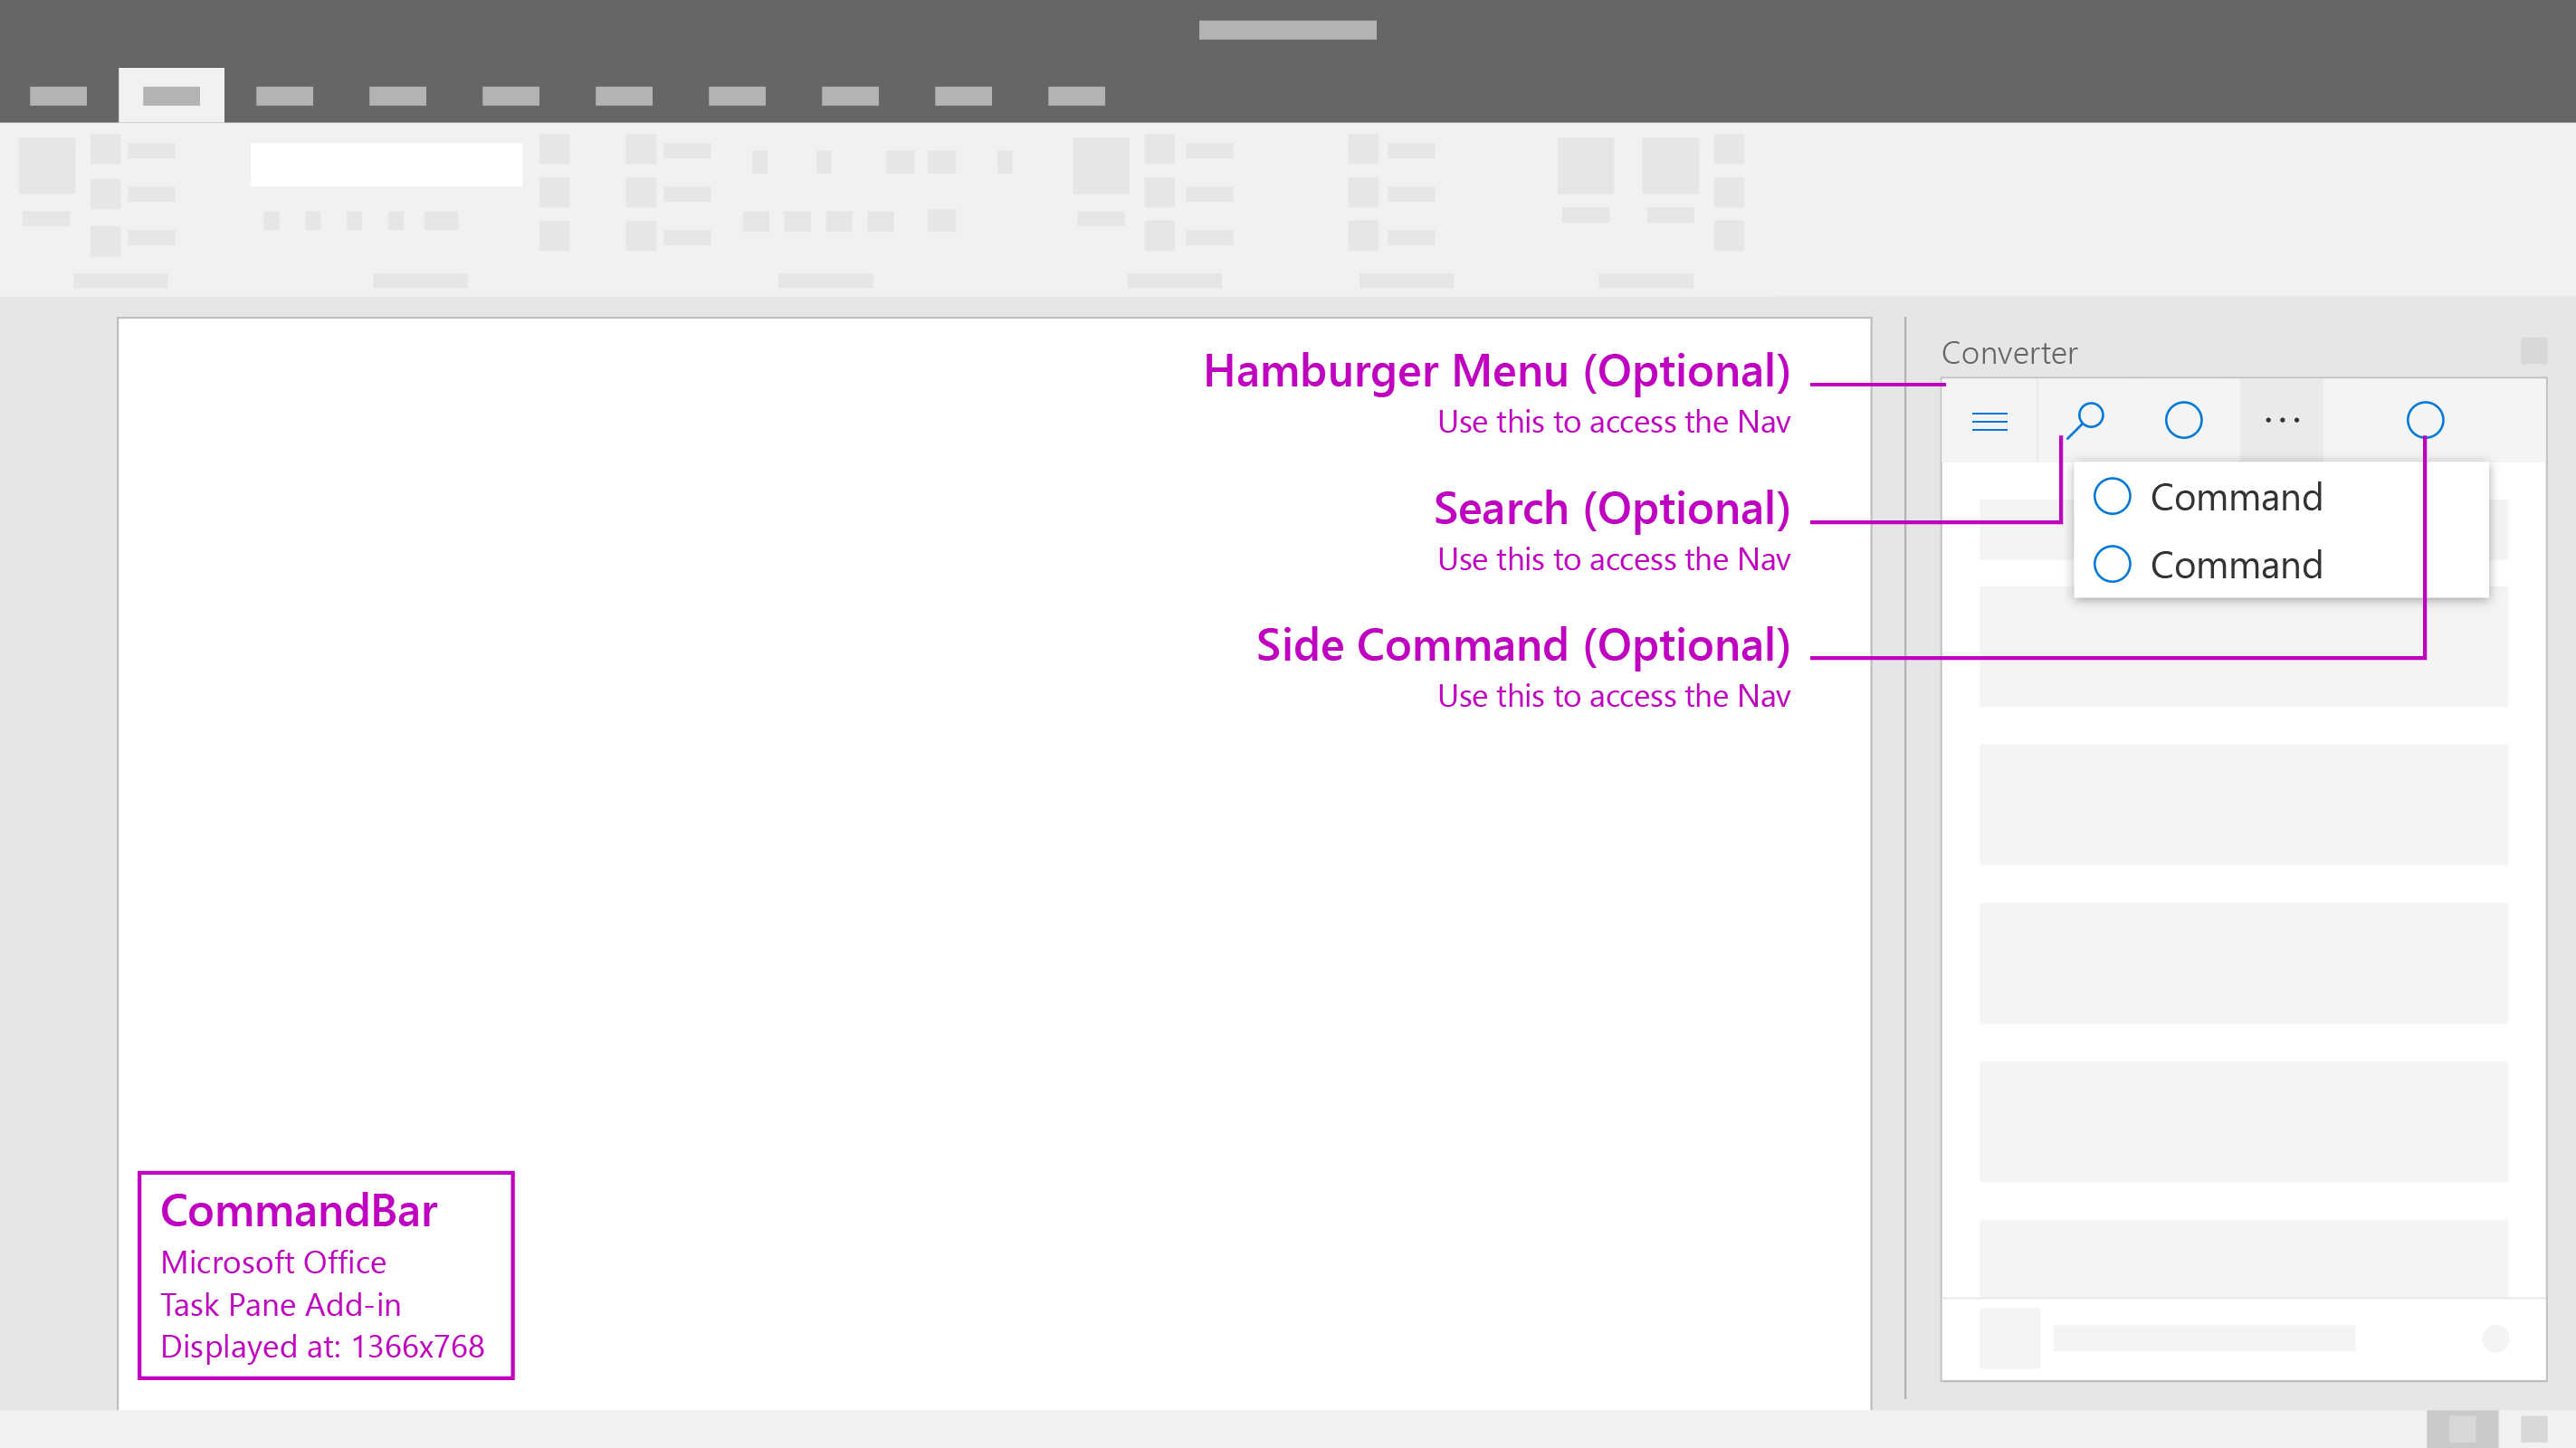 Converter
Hamburger Menu (Optional)
Use this to access the Nav
Search (Optional)
Use this to access the Nav
Side Command (Optional)
Use this to access the Nav
Command
Command
CommandBar
Microsoft Office
Task Pane Add-in
Displayed at: 1366x768